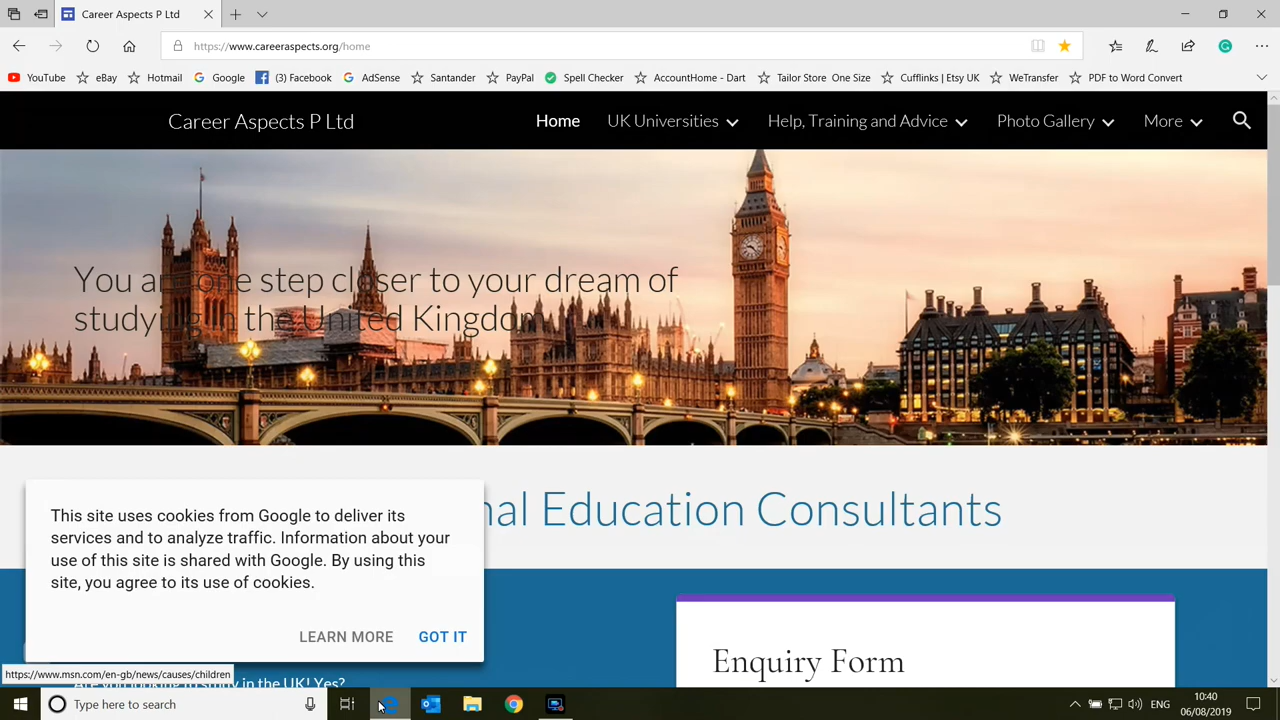 Career Aspects P Ltd
https://www.careeraspects.org/home
YouTube eBay Hotmail Google (3) Facebook AdSense Santander PayPal Spell Checker AccountHome - Dart Tailor Store One Size Cufflinks | Etsy UK WeTransfer PDF to Word Convert
Career Aspects P Ltd Home UK Universities Help, Training and Advice Photo Gallery More
You are one step closer to your dream of
studying in the United Kingdom
nal Education Consultants
This site uses cookies from Google to deliver its
services and to analyze traffic. Information about your
use of this site is shared with Google. By using this
site, you agree to its use of cookies.
LEARN MORE GOT IT
Enquiry Form
https://www.msn.com/en-gb/news/causes/children
Are you looking to study in the UK! Yes?
Type here to search
ENG
10:40
06/08/2019